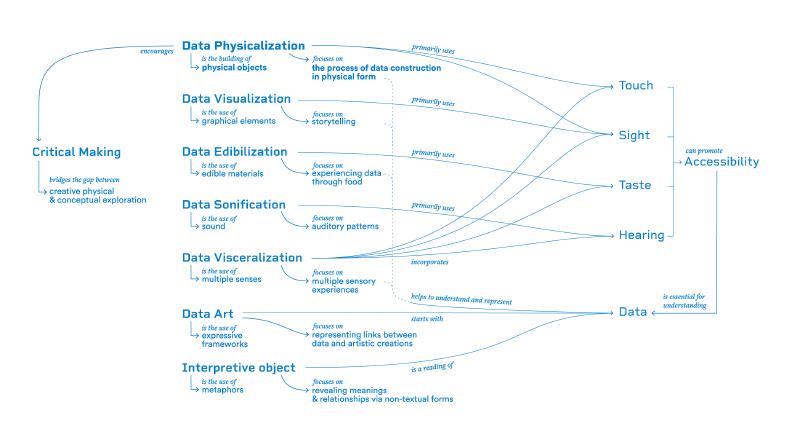 encourages
Data Physicalization
is the building of
physical objects
focuses on
the process of data construction
in physical form
primarily uses
Data Visualization
is the use of
graphical elements
focuses on
storytelling
primarily uses
Data Edibilization
is the use of
edible materials
focuses on
experiencing data
through food
primarily uses
Data Sonification
is the use of
sound
focuses on
auditory patterns
primarily uses
Data Visceralization
is the use of
multiple senses
focuses on
multiple sensory
experiences
incorporates
helps to understand and represent
Data Art
is the use of
expressive
frameworks
focuses on
representing links between
data and artistic creations
starts with
Interpretive object
is the use of
metaphors
focuses on
revealing meanings
& relationships via non-textual forms
is a reading of
Critical Making
bridges the gap between
creative physical
& conceptual exploration
Touch
Sight
Taste
Hearing
Data
can promote
Accessibility
is essential for
understanding